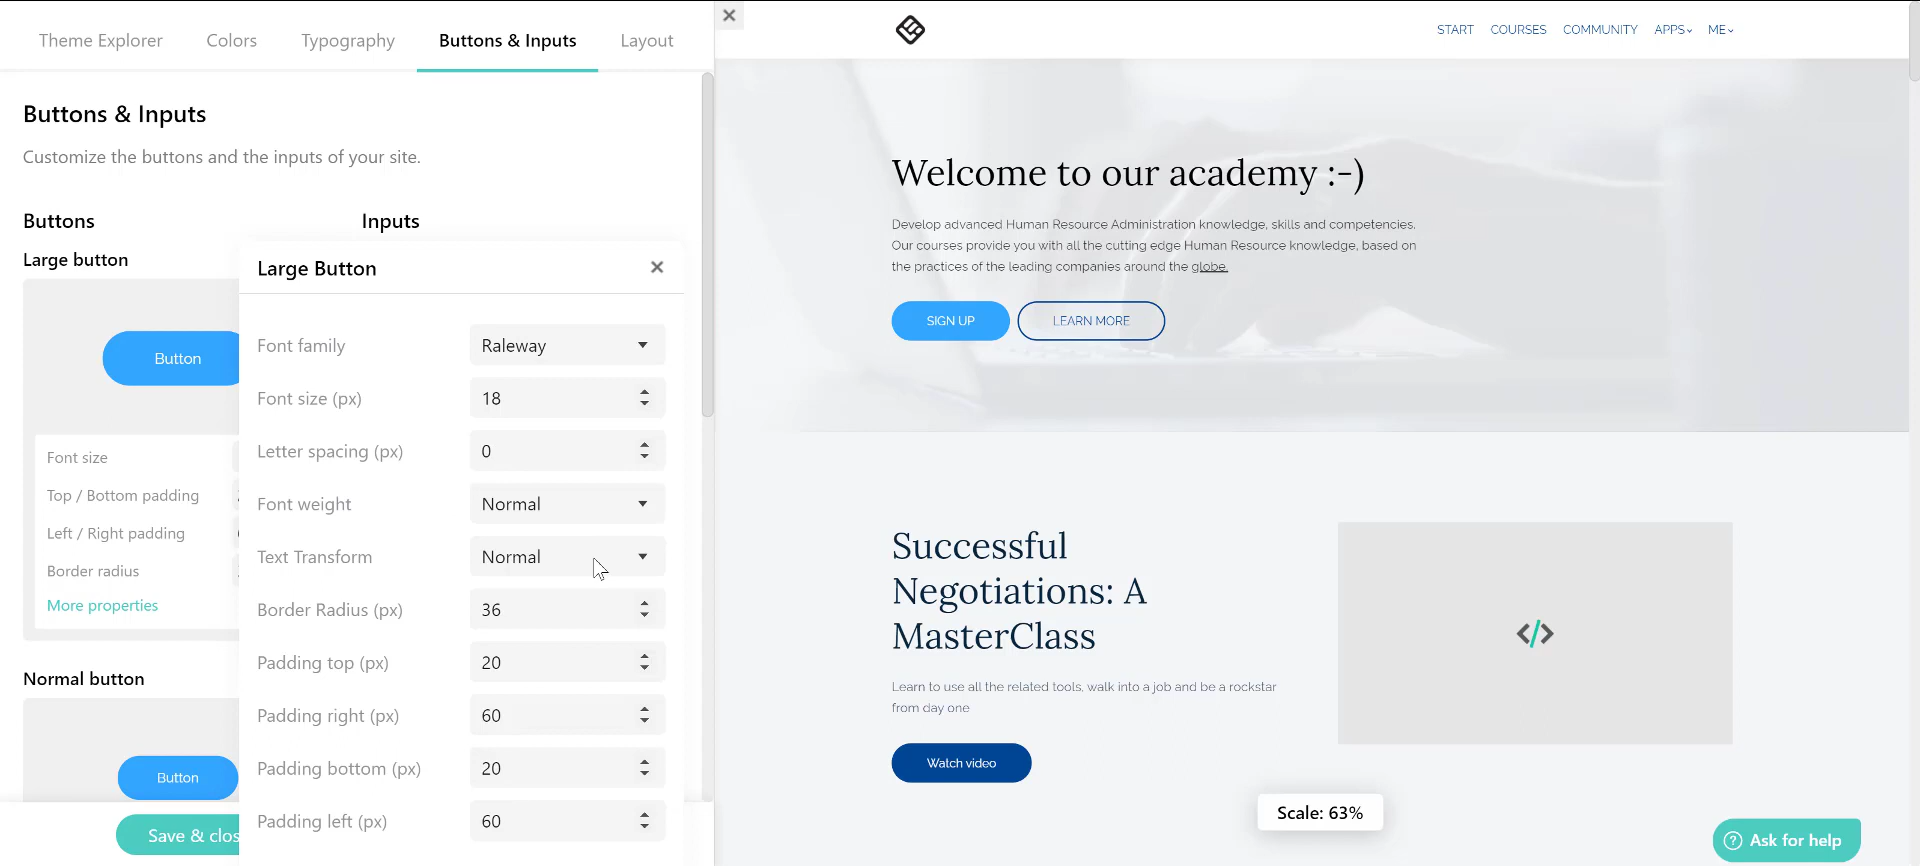 Theme Explorer Colors Typography Buttons & Inputs Layout
Buttons & Inputs
Customize the buttons and the inputs of your site.
Buttons
Inputs
Large button
Button
Font size
Top / Bottom padding
Left / Right padding
Border radius
More properties
Normal button
Button
Save & clos
Large Button
Font family Raleway
Font size (px) 18
Letter spacing (px) 0
Font weight Normal
Text Transform Normal
Border Radius (px) 36
Padding top (px) 20
Padding right (px) 60
Padding bottom (px) 20
Padding left (px) 60
START COURSES COMMUNITY APPS ME
Welcome to our academy :-)
Develop advanced Human Resource Administration knowledge, skills and competencies.
Our courses provide you with all the cutting edge Human Resource knowledge, based on
the practices of the leading companies around the globe.
SIGN UP LEARN MORE
Successful
Negotiations: A
MasterClass
Learn to use all the related tools, walk into a job and be a rockstar
from day one
Watch video
</>
Scale: 63%
? Ask for help